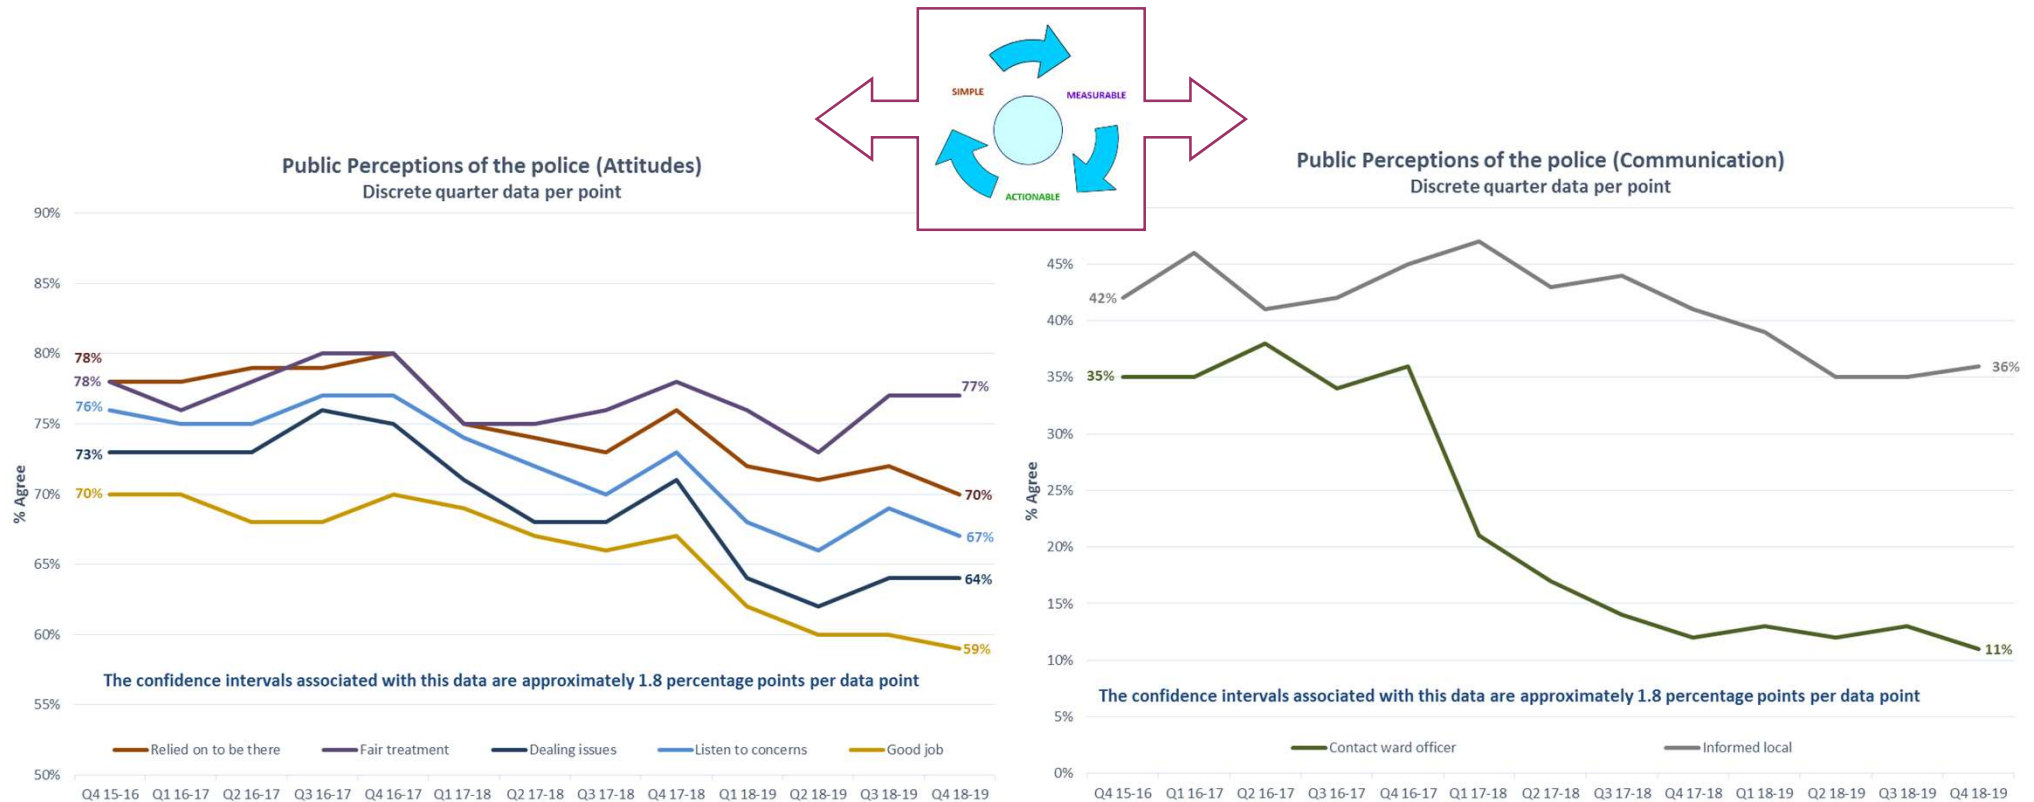 SIMPLE
MEASURABLE
ACTIONABLE
Public Perceptions of the police (Attitudes)
Discrete quarter data per point
90%
85%
80%
75%
70%
65%
60%
55%
50%
% Agree
78%
78%
76%
73%
70%
77%
70%
67%
64%
59%
The confidence intervals associated with this data are approximately 1.8 percentage points per data point
Relied on to be there Fair treatment Dealing issues Listen to concerns Good job
Q4 15-16 Q1 16-17 Q2 16-17 Q3 16-17 Q4 16-17 Q1 17-18 Q2 17-18 Q3 17-18 Q4 17-18 Q1 18-19 Q2 18-19 Q3 18-19 Q4 18-19
Public Perceptions of the police (Communication)
Discrete quarter data per point
45%
40%
35%
30%
25%
20%
15%
10%
5%
0%
% Agree
42%
35%
36%
11%
The confidence intervals associated with this data are approximately 1.8 percentage points per data point
Contact ward officer Informed local
Q4 15-16 Q1 16-17 Q2 16-17 Q3 16-17 Q4 16-17 Q1 17-18 Q2 17-18 Q3 17-18 Q4 17-18 Q1 18-19 Q2 18-19 Q3 18-19 Q4 18-19